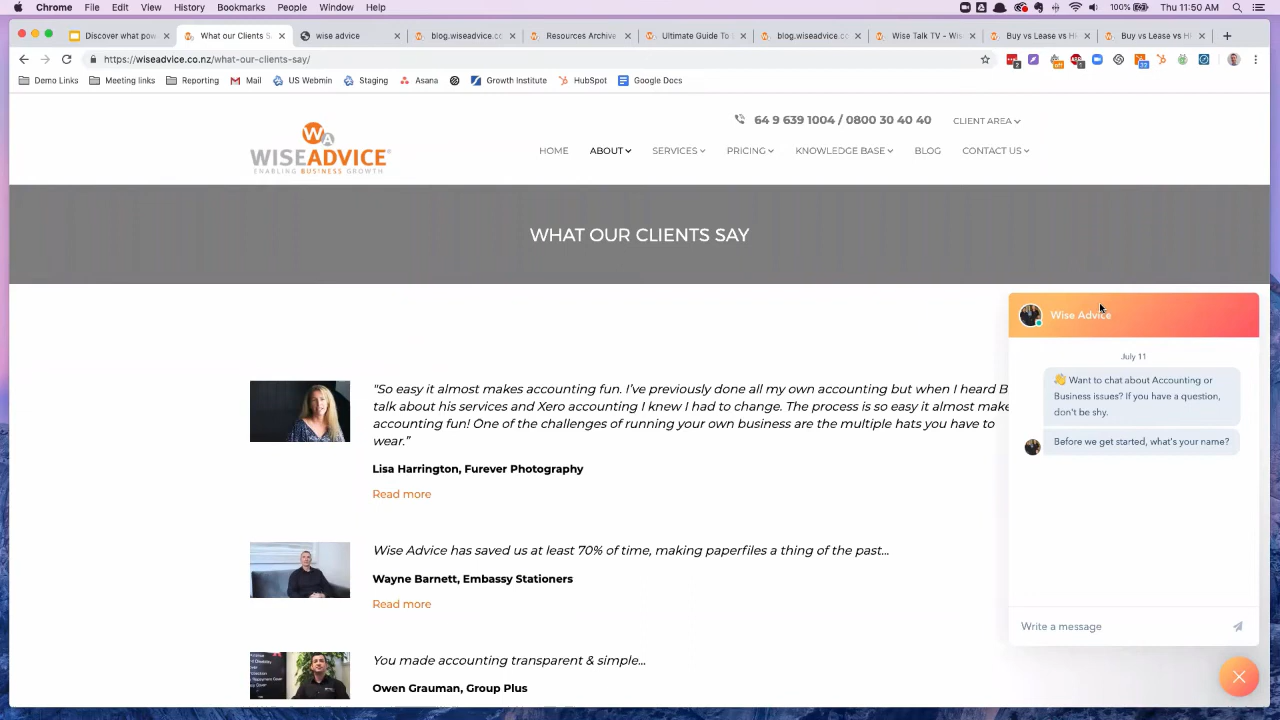 Chrome File Edit View History Bookmarks People Window Help 100% Thu 11:50 AM
Discover what pow What our Clients S wise advice blog.wiseadvice.co Resources Archive Ultimate Guide To blog.wiseadvice.co Wise Talk TV - Wis Buy vs Lease vs Hi Buy vs Lease vs Hi
https://wiseadvice.co.nz/what-our-clients-say/
Demo Links Meeting links Reporting Mail US Webmin Staging Asana Growth Institute HubSpot Google Docs
64 9 639 1004 / 0800 30 40 40 CLIENT AREA
WA
WISEADVICE
ENABLING BUSINESS GROWTH
HOME ABOUT SERVICES PRICING KNOWLEDGE BASE BLOG CONTACT US
WHAT OUR CLIENTS SAY
"So easy it almost makes accounting fun. I've previously done all my own accounting but when I heard B
talk about his services and Xero accounting I knew I had to change. The process is so easy it almost make
accounting fun! One of the challenges of running your own business are the multiple hats you have to
wear."
Lisa Harrington, Furever Photography
Read more
Wise Advice has saved us at least 70% of time, making paperfiles a thing of the past...
Wayne Barnett, Embassy Stationers
Read more
You made accounting transparent & simple...
Owen Grauman, Group Plus
Wise Advice
July 11
👋 Want to chat about Accounting or
Business issues? If you have a question,
don't be shy.
Before we get started, what's your name?
Write a message